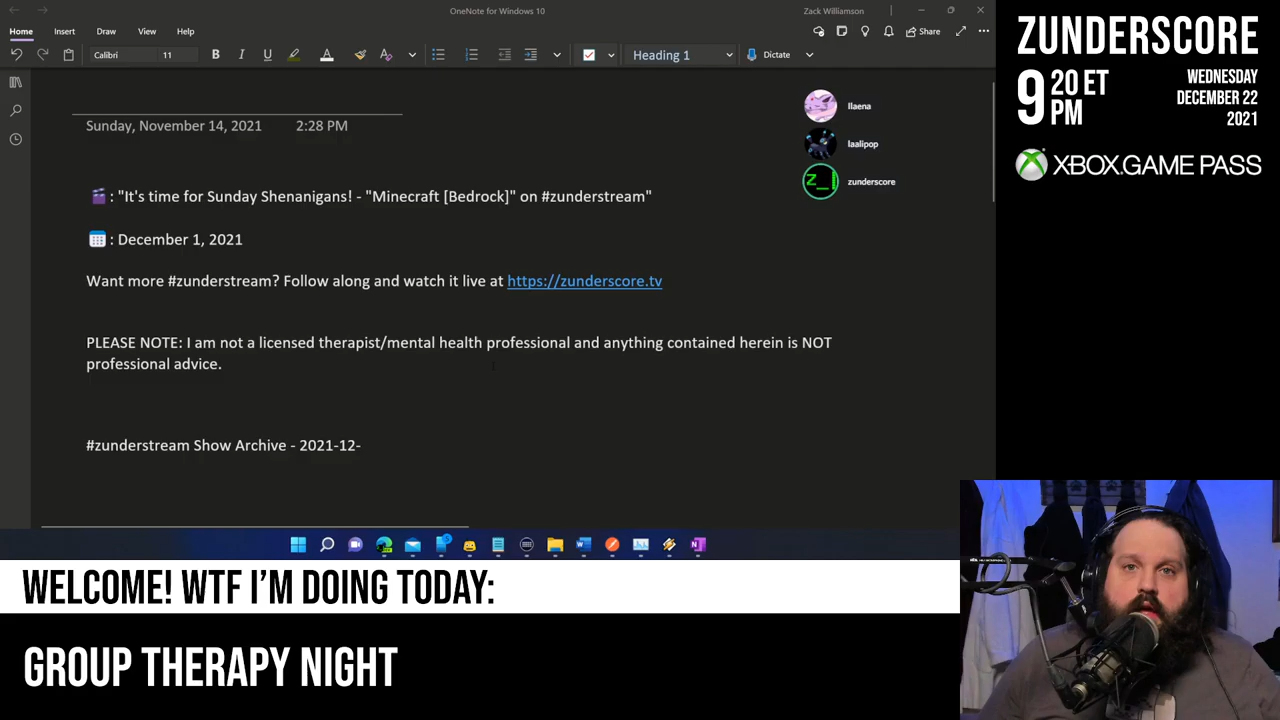 OneNote for Windows 10
Zack Williamson
Home
Insert
Draw
View
Help
Share
Calibri
11
B
I
U
A
A
Heading 1
Dictate
Sunday, November 14, 2021
2:28 PM
: "It's time for Sunday Shenanigans! - "Minecraft [Bedrock]" on #zunderstream"
: December 1, 2021
Want more #zunderstream? Follow along and watch it live at https://zunderscore.tv
PLEASE NOTE: I am not a licensed therapist/mental health professional and anything contained herein is NOT
professional advice.
#zunderstream Show Archive - 2021-12-
llaena
laalipop
z_
zunderscore
ZUNDERSCORE
9 20 ET
PM
WEDNESDAY
DECEMBER 22
2021
XBOX.GAME PASS
WELCOME! WTF I'M DOING TODAY:
GROUP THERAPY NIGHT